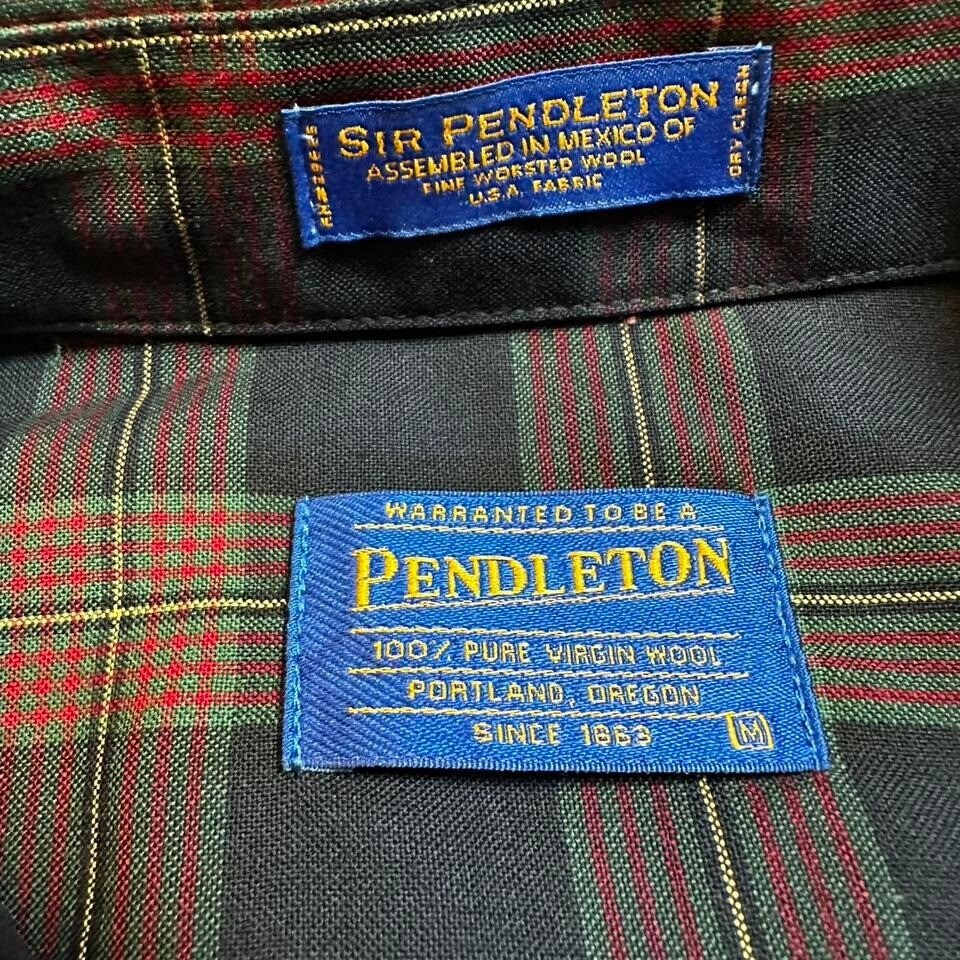 SIR PENDLETON
ASSEMBLED IN MEXICO OF
FINE WORSTED WOOL
U.S.A. FABRIC
DRY CLEAN
WARRANTED TO BE A
PENDLETON
100% PURE VIRGIN WOOL
PORTLAND, OREGON
SINCE 1863
M